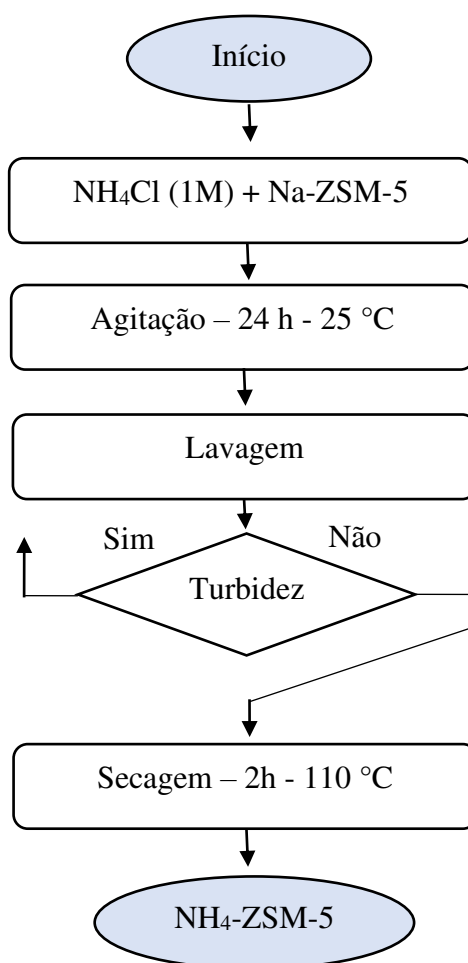 Início
NH₄Cl (1M) + Na-ZSM-5
Agitação – 24 h - 25 °C
Lavagem
Sim
Não
Turbidez
Secagem – 2h - 110 °C
NH₄-ZSM-5